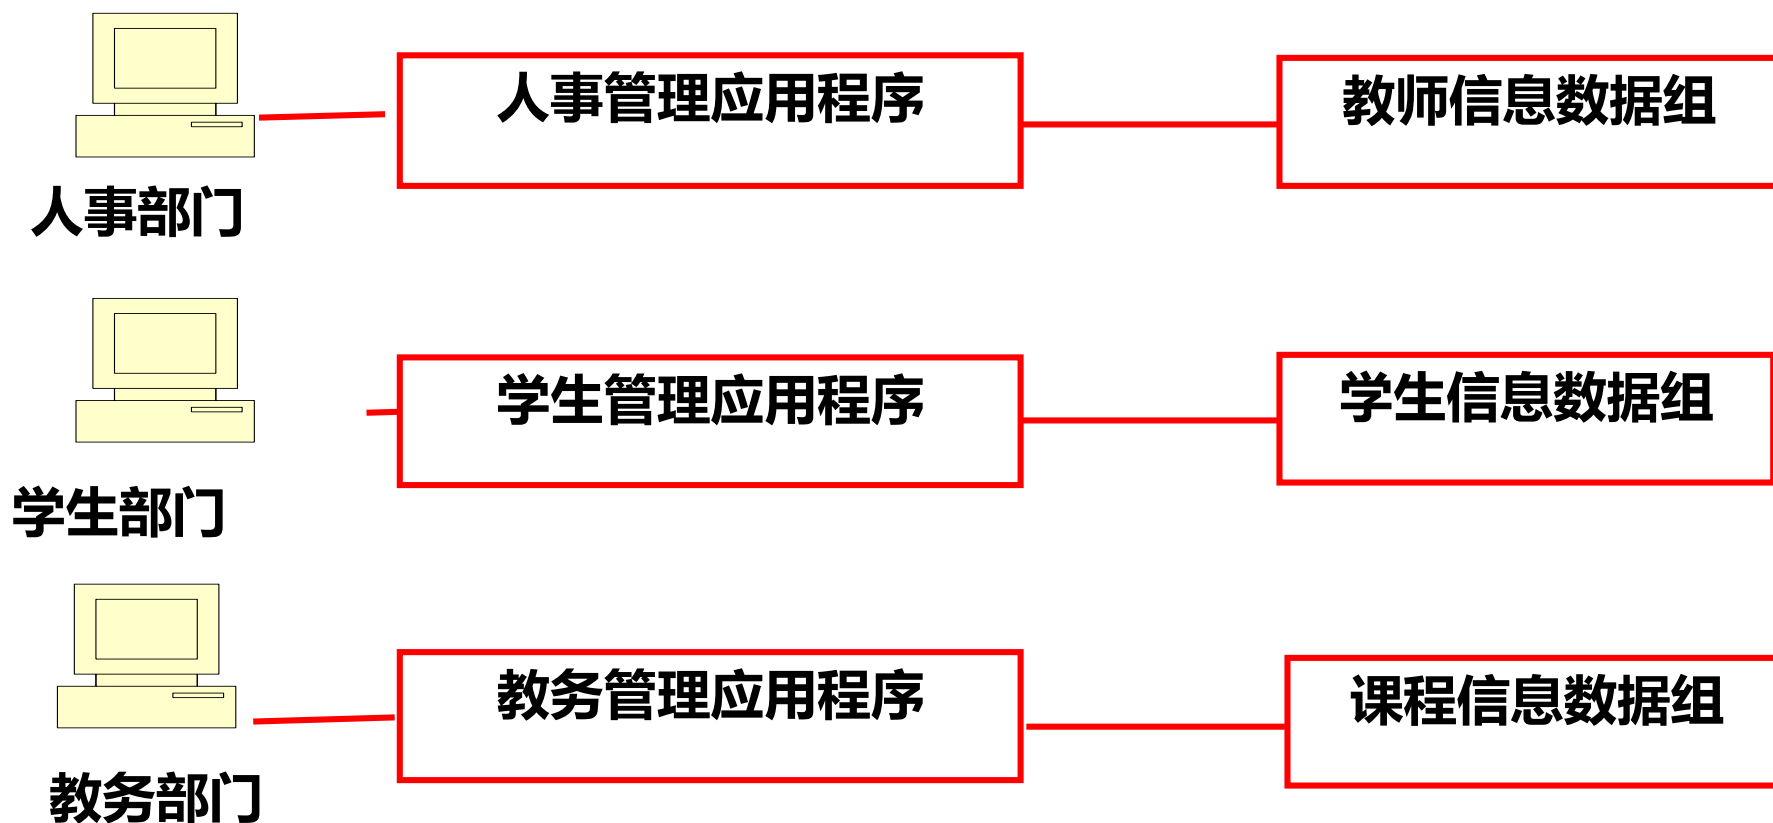 人事管理应用程序
教师信息数据组
人事部门
学生管理应用程序
学生信息数据组
学生部门
教务管理应用程序
课程信息数据组
教务部门